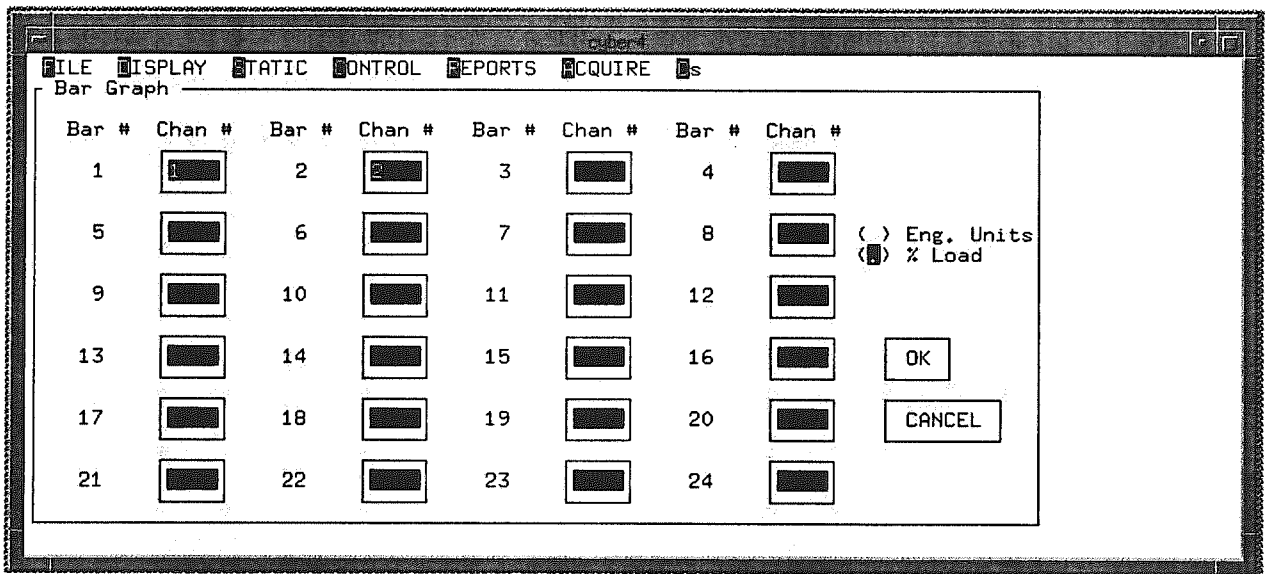 cyber4
FILE DISPLAY STATIC CONTROL REPORTS ACQUIRE Ds
Bar Graph
Bar # Chan # Bar # Chan # Bar # Chan # Bar # Chan #
1 1 2 2 3 4
5 6 7 8 ( ) Eng. Units
(.) % Load
9 10 11 12
13 14 15 16 OK
17 18 19 20 CANCEL
21 22 23 24